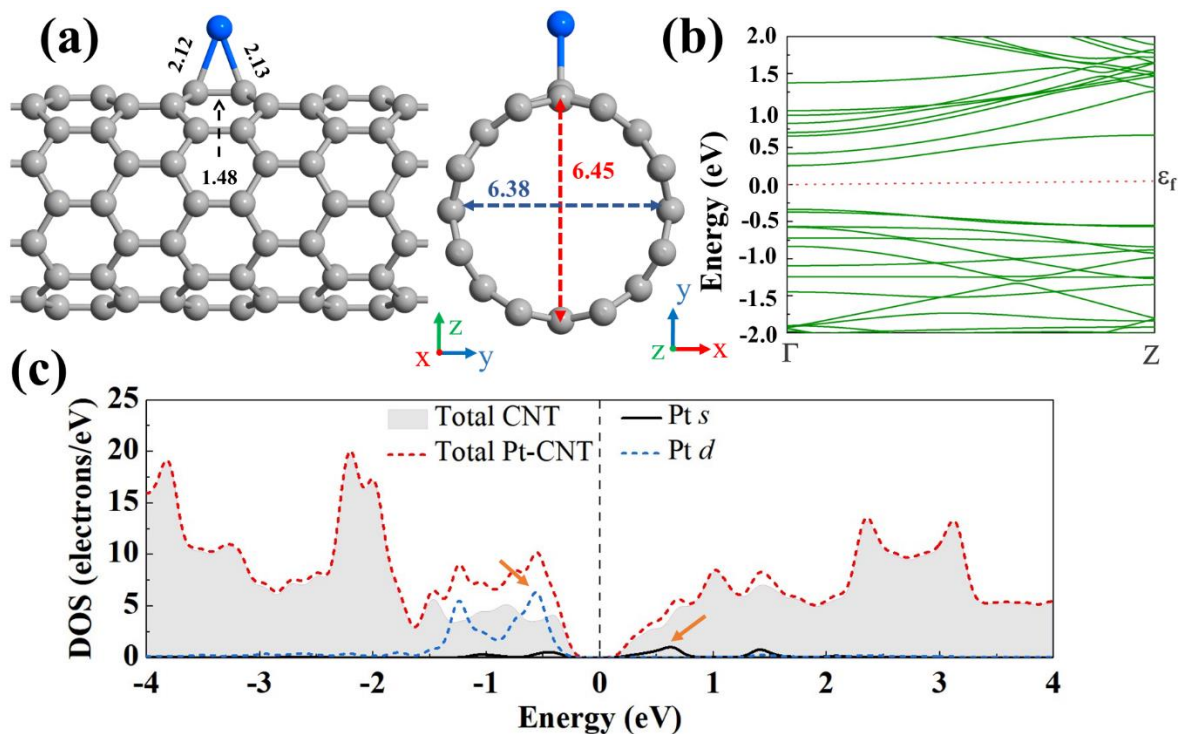 (a)
2.12
2.13
1.48
6.38
6.45
z
x
y
y
z
x
(b)
2.0
1.5
1.0
0.5
0.0
-0.5
-1.0
-1.5
-2.0
Energy (eV)
εf
Γ
Z
(c)
25
20
15
10
5
0
DOS (electrons/eV)
Total CNT
Total Pt-CNT
Pt s
Pt d
-4 -3 -2 -1 0 1 2 3 4
Energy (eV)